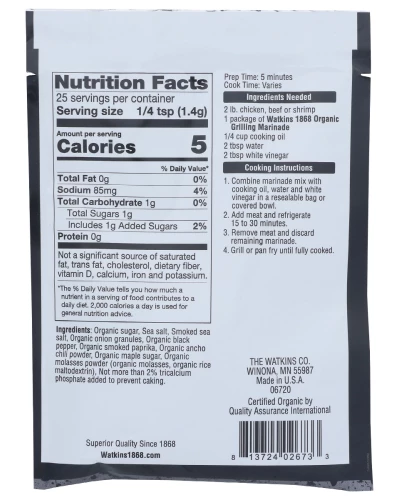 Nutrition Facts
25 servings per container
Serving size 1/4 tsp (1.4g)
Amount per serving
Calories 5
% Daily Value*
Total Fat 0g 0%
Sodium 85mg 4%
Total Carbohydrate 1g 0%
Total Sugars 1g
Includes 1g Added Sugars 2%
Protein 0g
Not a significant source of saturated
fat, trans fat, cholesterol, dietary fiber,
vitamin D, calcium, iron and potassium.
*The % Daily Value tells you how much a
nutrient in a serving of food contributes to a
daily diet. 2,000 calories a day is used for
general nutrition advice.
Ingredients: Organic sugar, Sea salt, Smoked sea
salt, Organic onion granules, Organic black
pepper, Organic smoked paprika, Organic ancho
chili powder, Organic maple sugar, Organic
molasses powder (organic molasses, organic rice
maltodextrin), Not more than 2% tricalcium
phosphate added to prevent caking.
Superior Quality Since 1868
Watkins1868.com
Prep Time: 5 minutes
Cook Time: Varies
Ingredients Needed
2 lb. chicken, beef or shrimp
1 package of Watkins 1868 Organic
Grilling Marinade
1/4 cup cooking oil
2 tbsp water
2 tbsp white vinegar
Cooking Instructions
1. Combine marinade mix with
cooking oil, water and white
vinegar in a resealable bag or
covered bowl.
2. Add meat and refrigerate
15 to 30 minutes.
3. Remove meat and discard
remaining marinade.
4. Grill or pan fry until fully cooked.
THE WATKINS CO.
WINONA, MN 55987
Made in U.S.A.
06720
Certified Organic by
Quality Assurance International
8 13724 02673 3